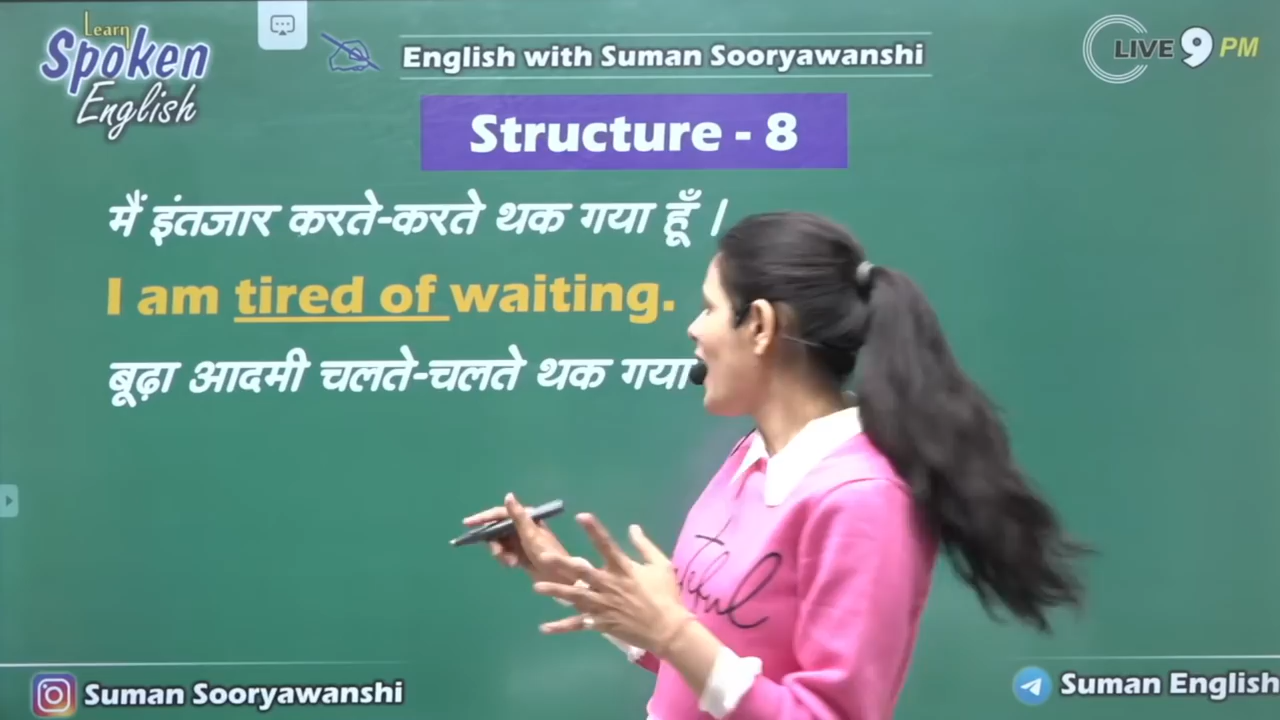 Learn
Spoken
English
English with Suman Sooryawanshi
LIVE 9 PM
Structure - 8
मैं इंतजार करते-करते थक गया हूँ ।
I am tired of waiting.
बूढ़ा आदमी चलते-चलते थक गया
Suman Sooryawanshi
Suman English